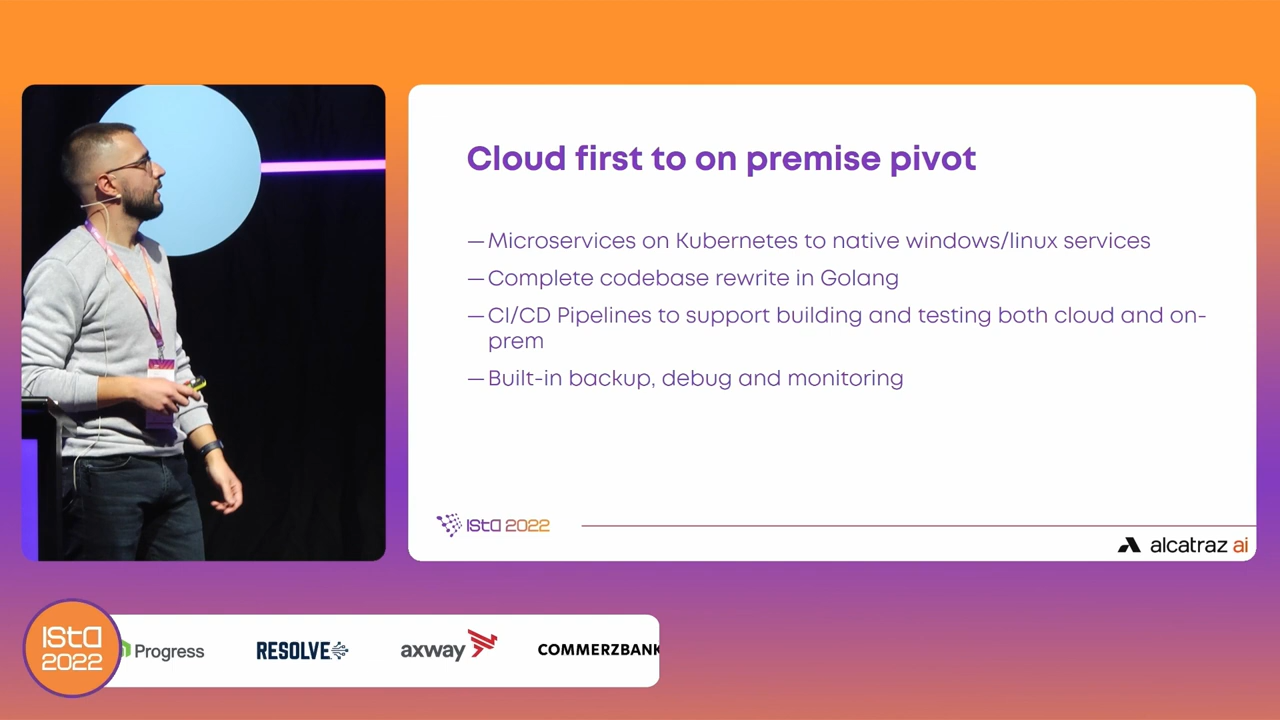 Cloud first to on premise pivot
— Microservices on Kubernetes to native windows/linux services
— Complete codebase rewrite in Golang
— CI/CD Pipelines to support building and testing both cloud and on-
prem
— Built-in backup, debug and monitoring
ista 2022
alcatraz ai
ista
2022
Progress
RESOLVE
axway
COMMERZBANK